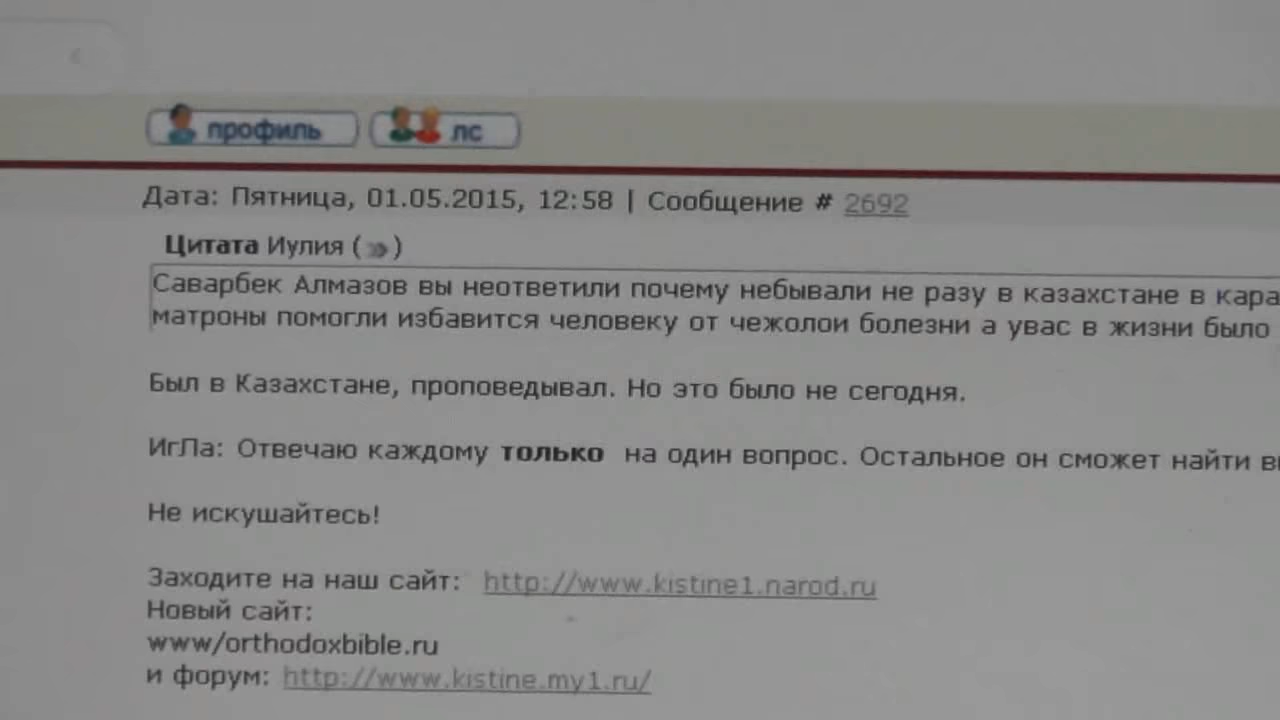 профиль лс
Дата: Пятница, 01.05.2015, 12:58 | Сообщение # 2692
Цитата Иулия ( )
Саварбек Алмазов вы неответили почему небывали не разу в казахстане в кара
матроны помогли избавится человеку от чежолои болезни а увас в жизни было
Был в Казахстане, проповедывал. Но это было не сегодня.
ИгЛа: Отвечаю каждому только на один вопрос. Остальное он сможет найти
Не искушайтесь!
Заходите на наш сайт: http://www.kistine1.narod.ru
Новый сайт:
www/orthodoxbible.ru
и форум: http://www.kistine.my1.ru/